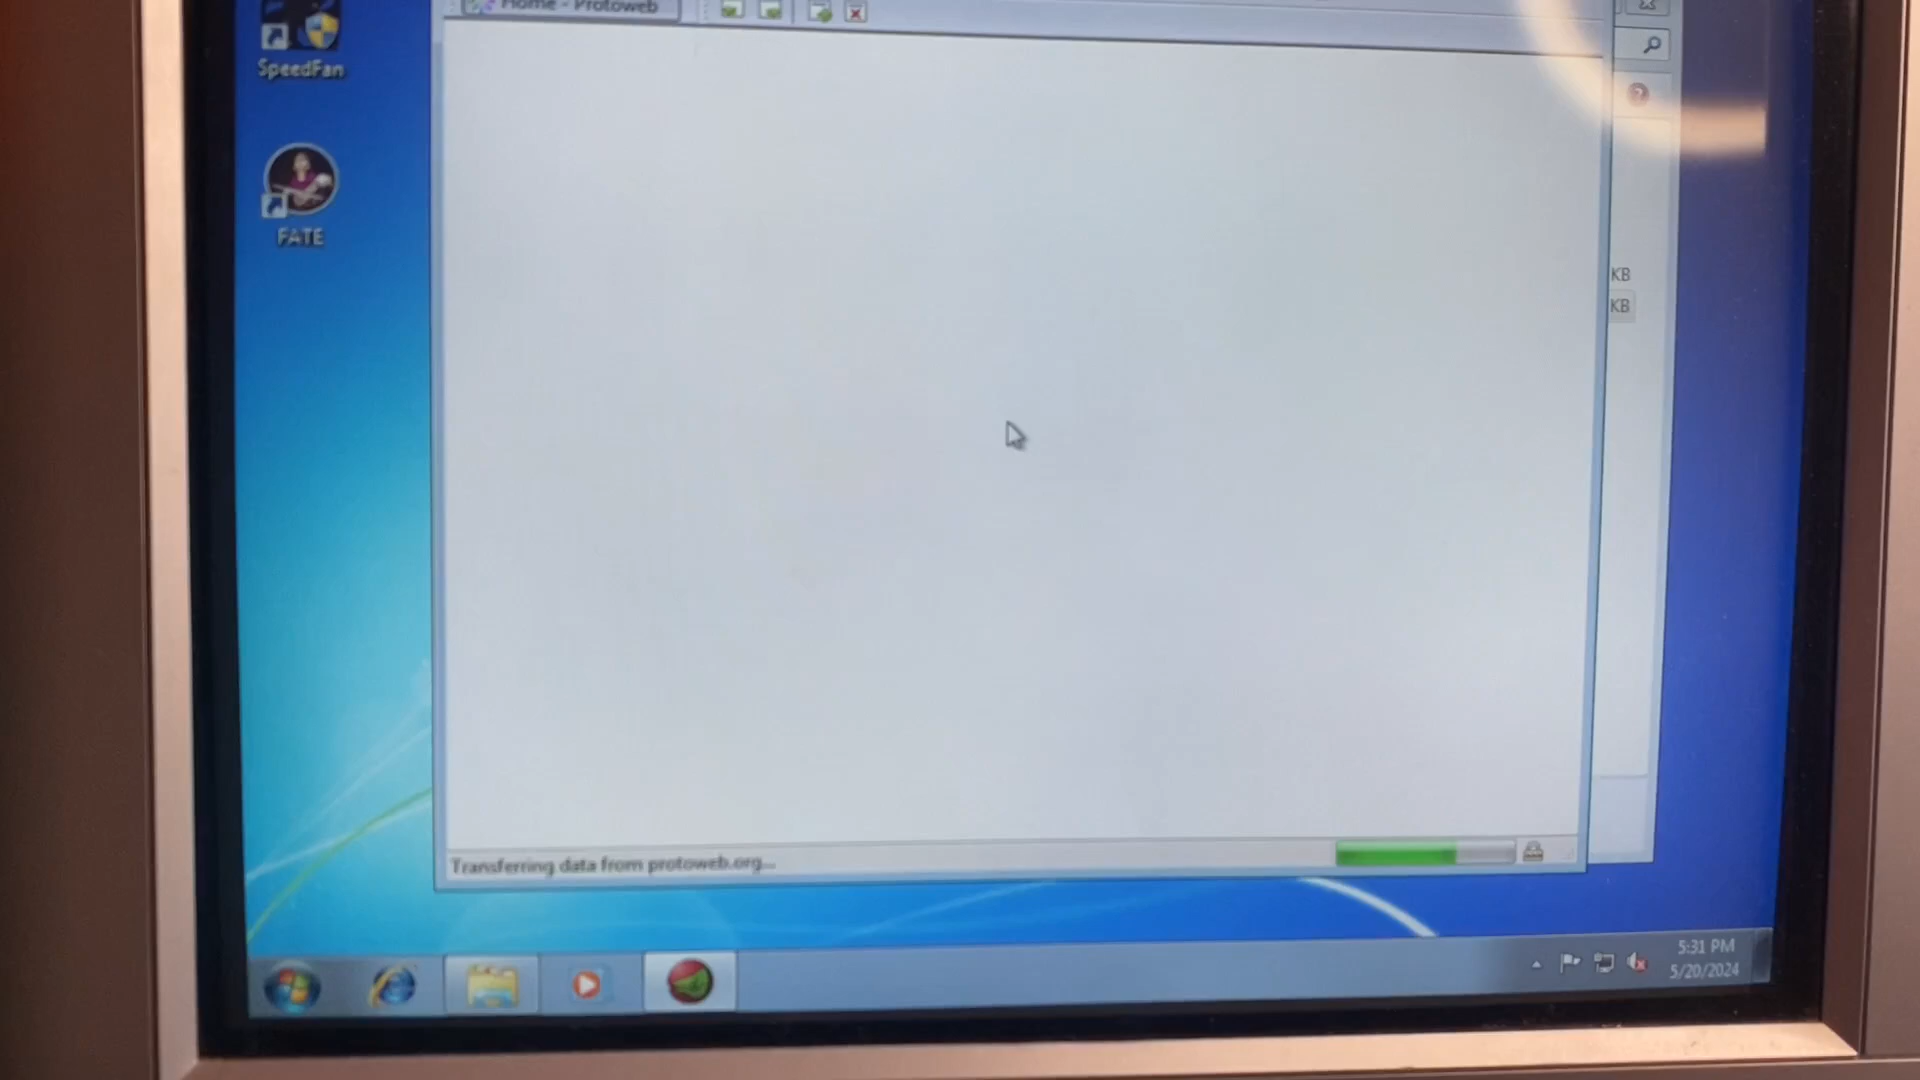 Home - Protoweb
SpeedFan
FATE
KB
KB
Transferring data from protoweb.org...
5:31 PM
5/20/2024